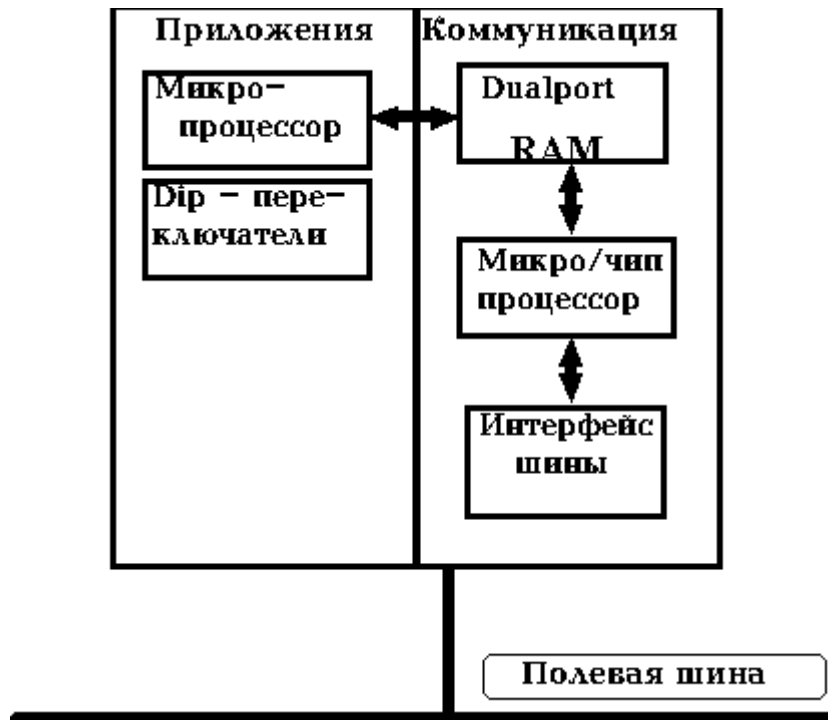 Приложения
Микро-
процессор
Dip - пере-
ключатели
Коммуникация
Dualport
RAM
Микро/чип
процессор
Интерфейс
шины
Полевая шина